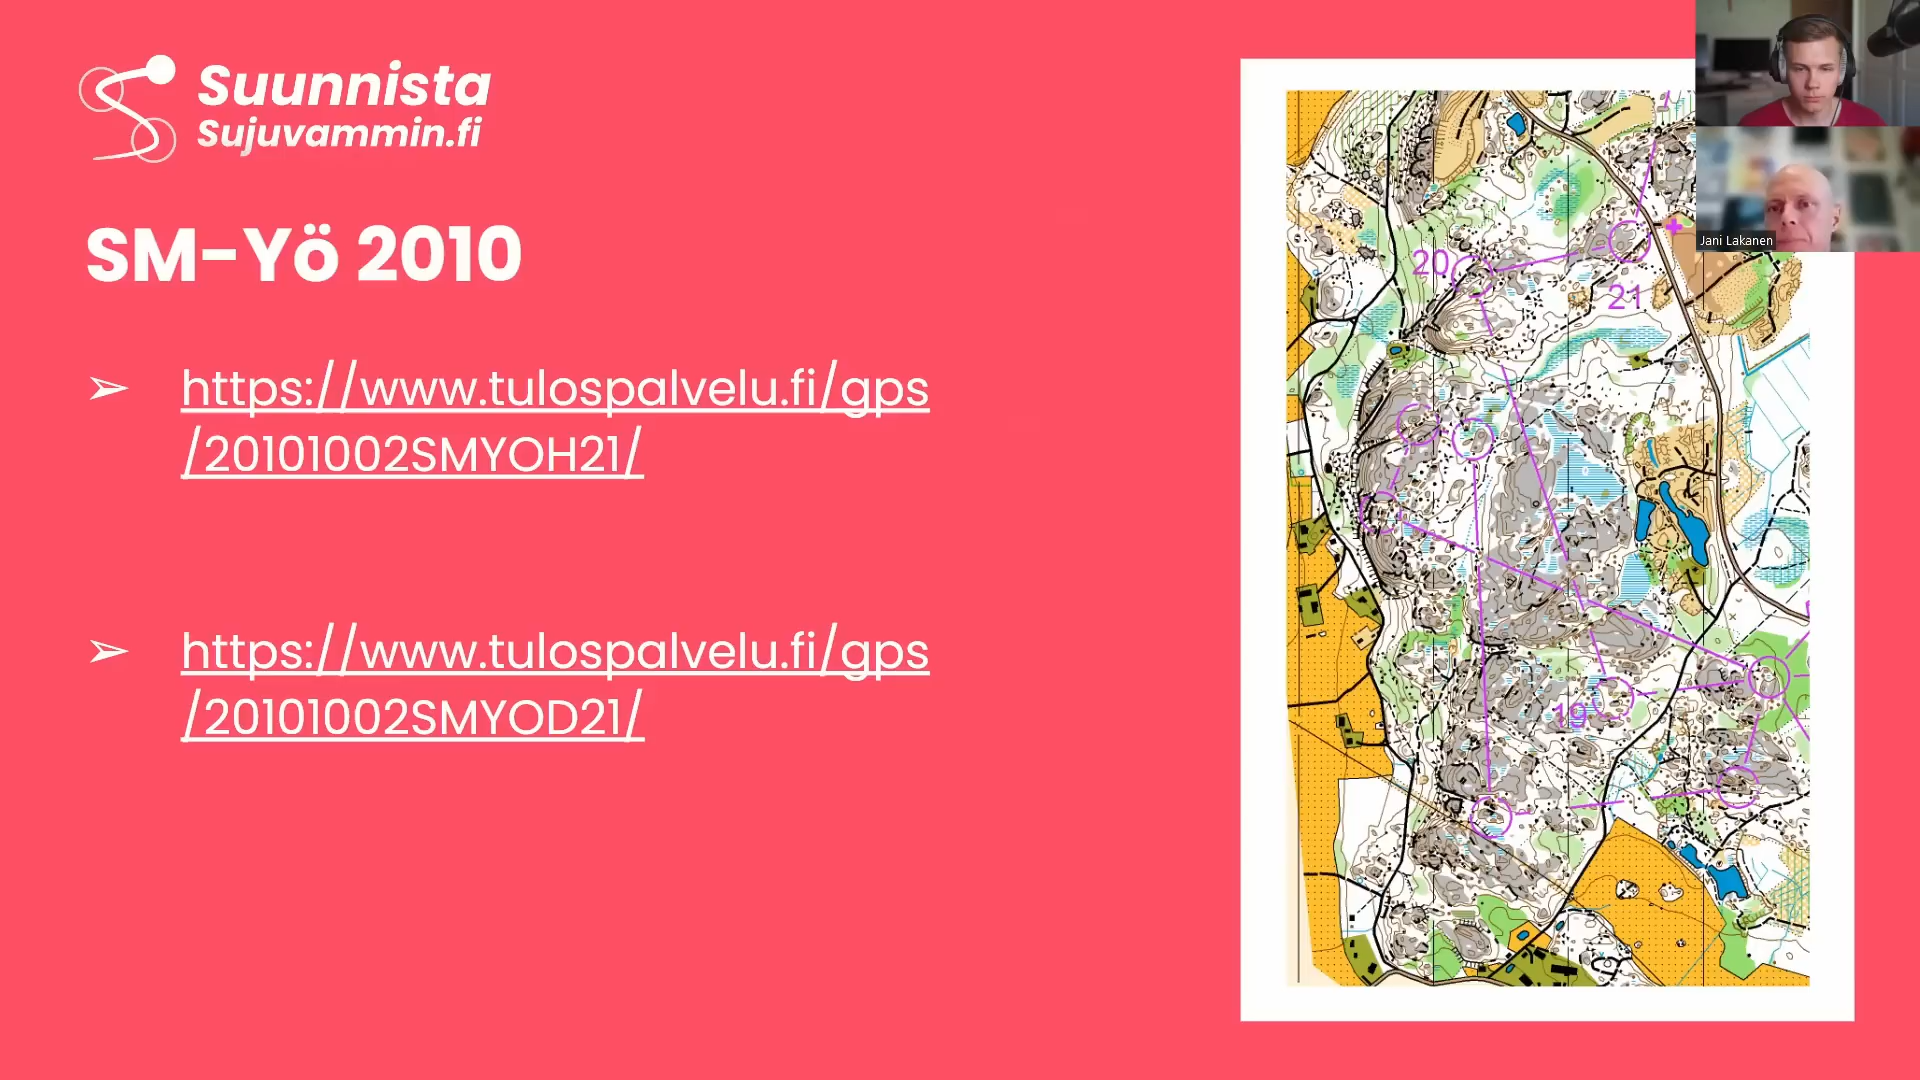 Suunnista
Sujuvammin.fi
SM-Yö 2010
➢ https://www.tulospalvelu.fi/gps
/20101002SMYOH21/
➢ https://www.tulospalvelu.fi/gps
/20101002SMYOD21/
20
21
19
Jani Lakanen